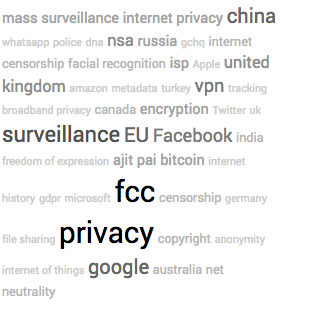 mass surveillance internet privacy china
whatsapp police dna nsa russia gchq internet
censorship facial recognition isp Apple united
kingdom amazon metadata turkey vpn tracking
broadband privacy canada encryption Twitter uk
surveillance EU Facebook india
freedom of expression ajit pai bitcoin internet
history gdpr microsoft fcc censorship germany
file sharing privacy copyright anonymity
internet of things google australia net
neutrality